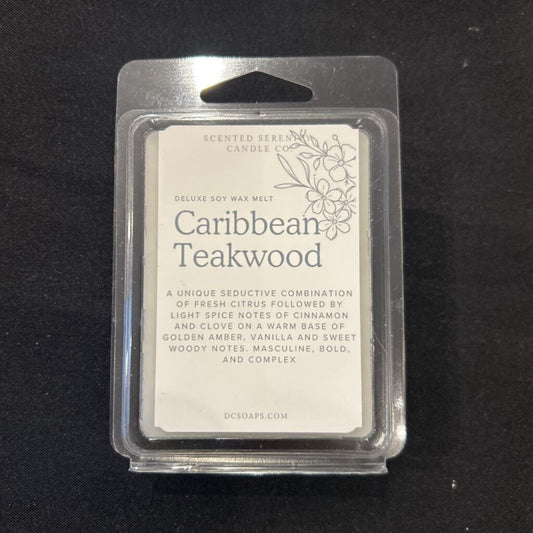 SCENTED SERENITY
CANDLE CO
DELUXE SOY WAX MELT
Caribbean
Teakwood
A UNIQUE SEDUCTIVE COMBINATION
OF FRESH CITRUS FOLLOWED BY
LIGHT SPICE NOTES OF CINNAMON
AND CLOVE ON A WARM BASE OF
GOLDEN AMBER, VANILLA AND SWEET
WOODY NOTES. MASCULINE, BOLD,
AND COMPLEX
DCSOAPS.COM